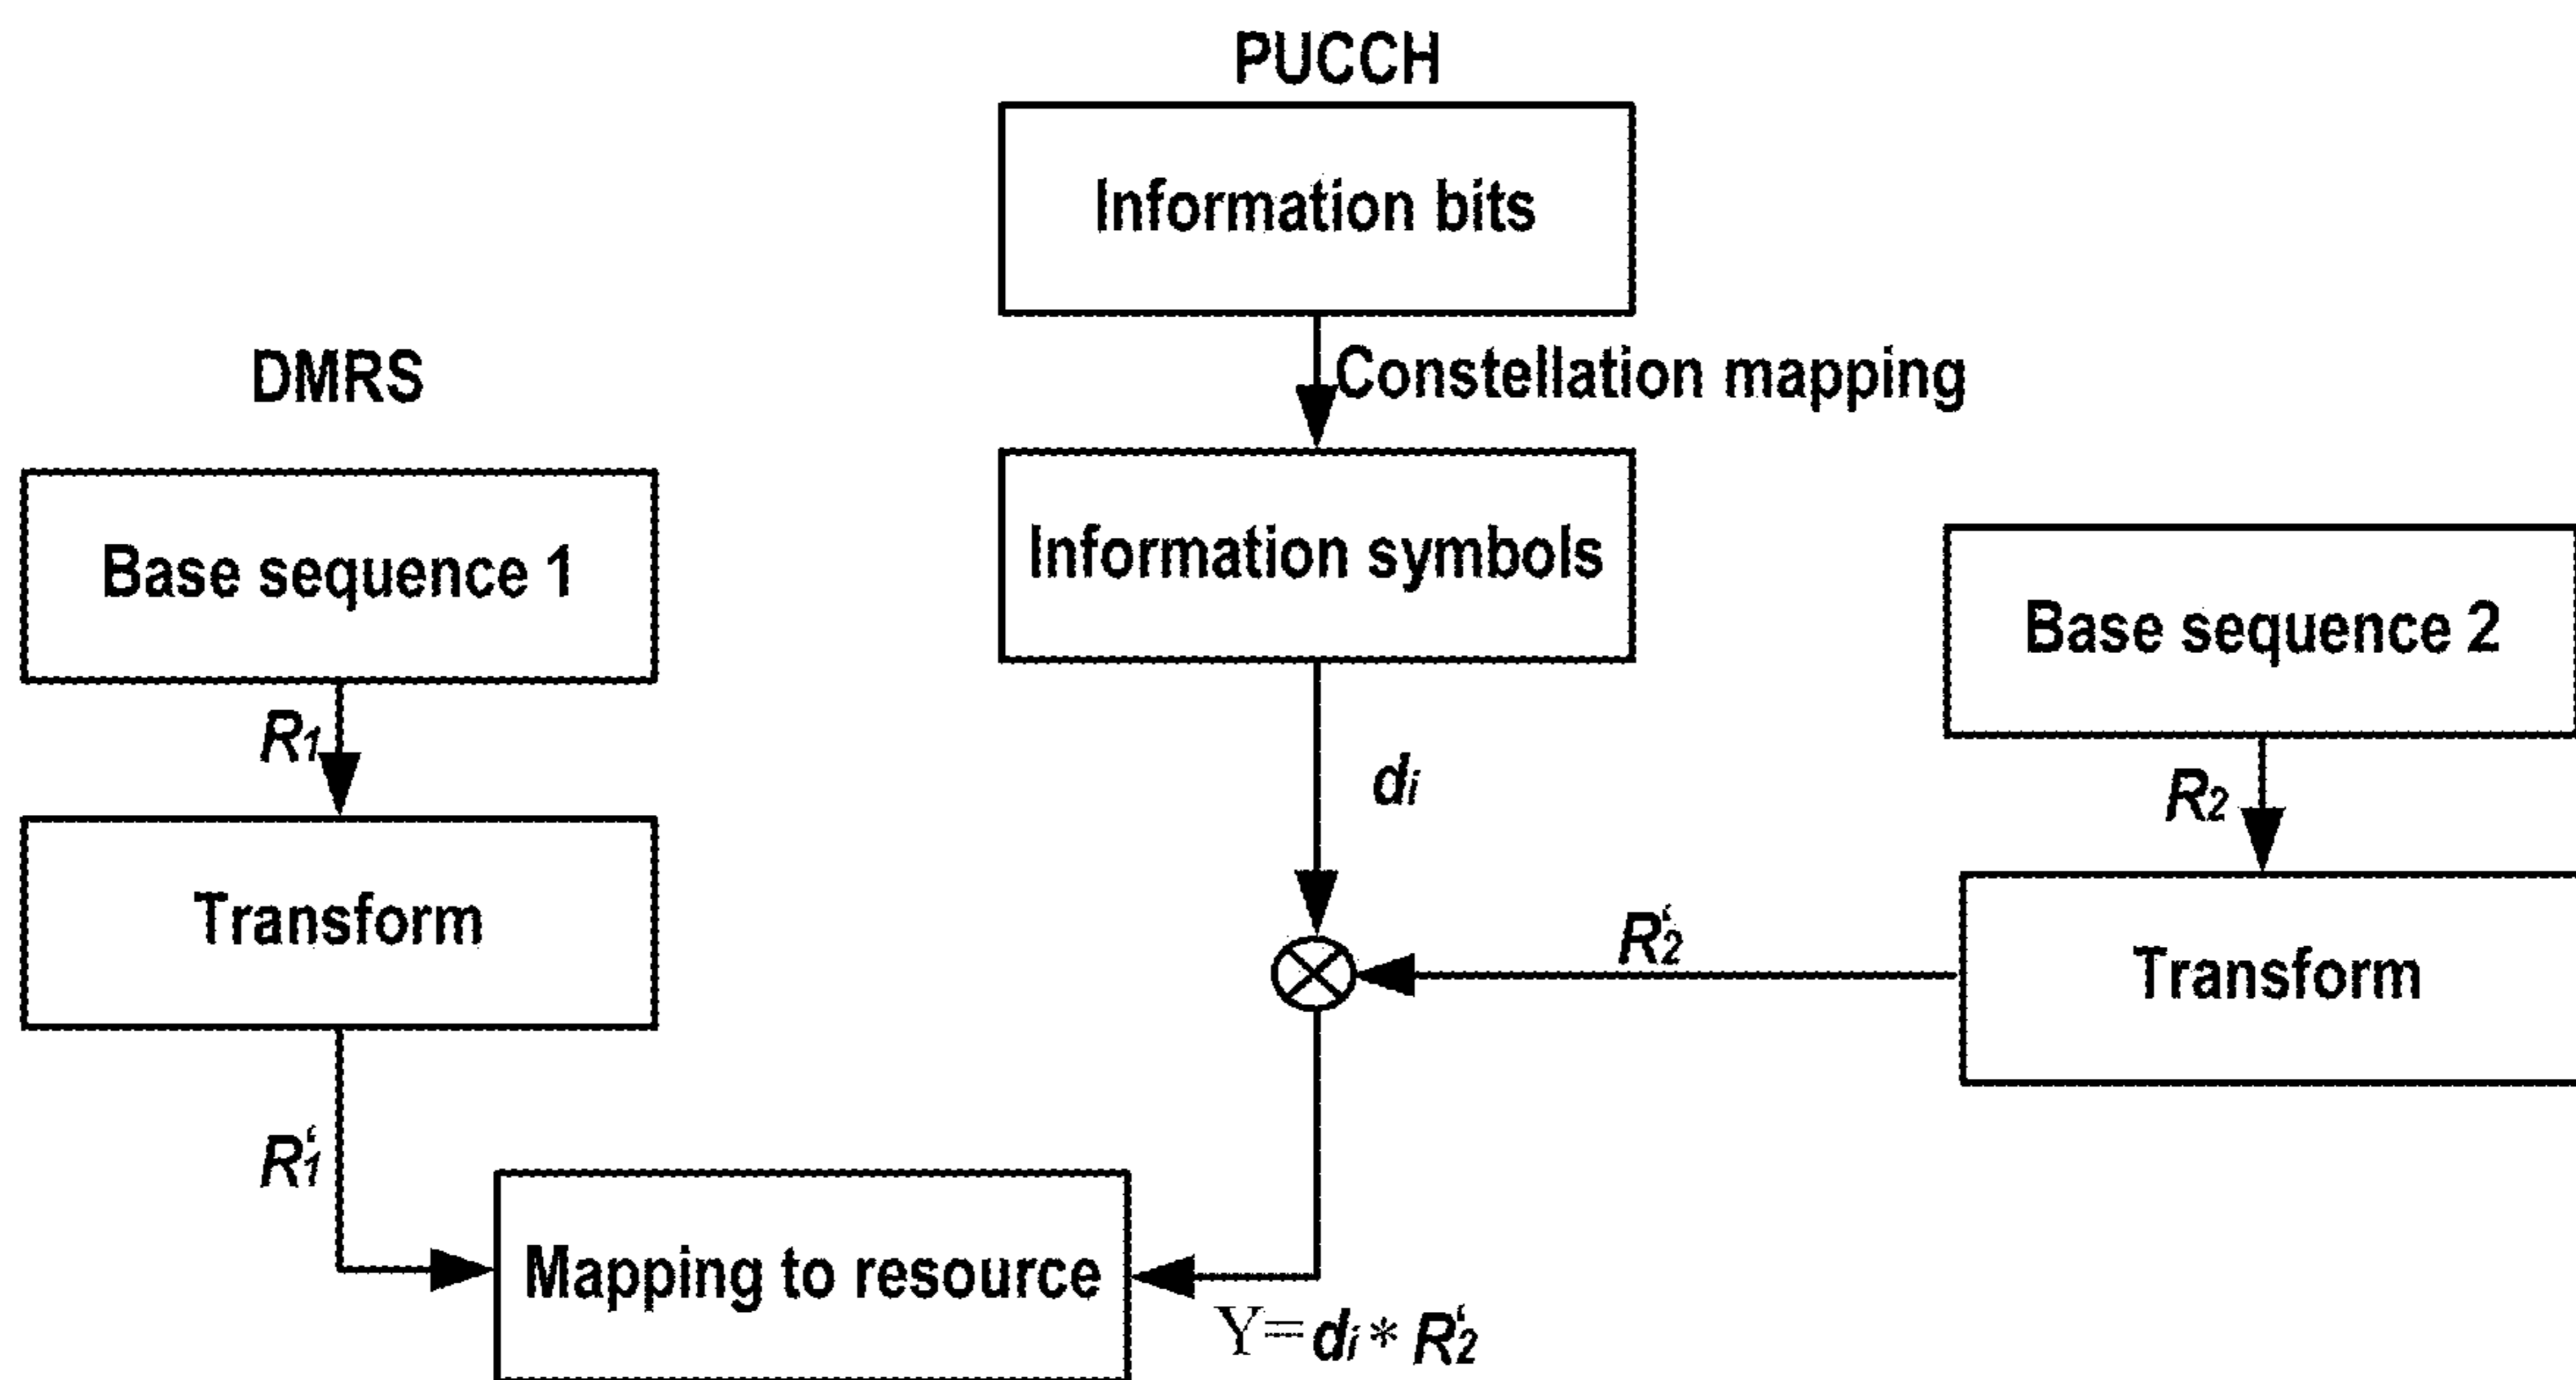 PUCCH
Information bits
Constellation mapping
DMRS
Information symbols
Base sequence 1
Base sequence 2
R1
di
R2
Transform
R‘2
Transform
R‘1
Mapping to resource
Y=di*R‘2